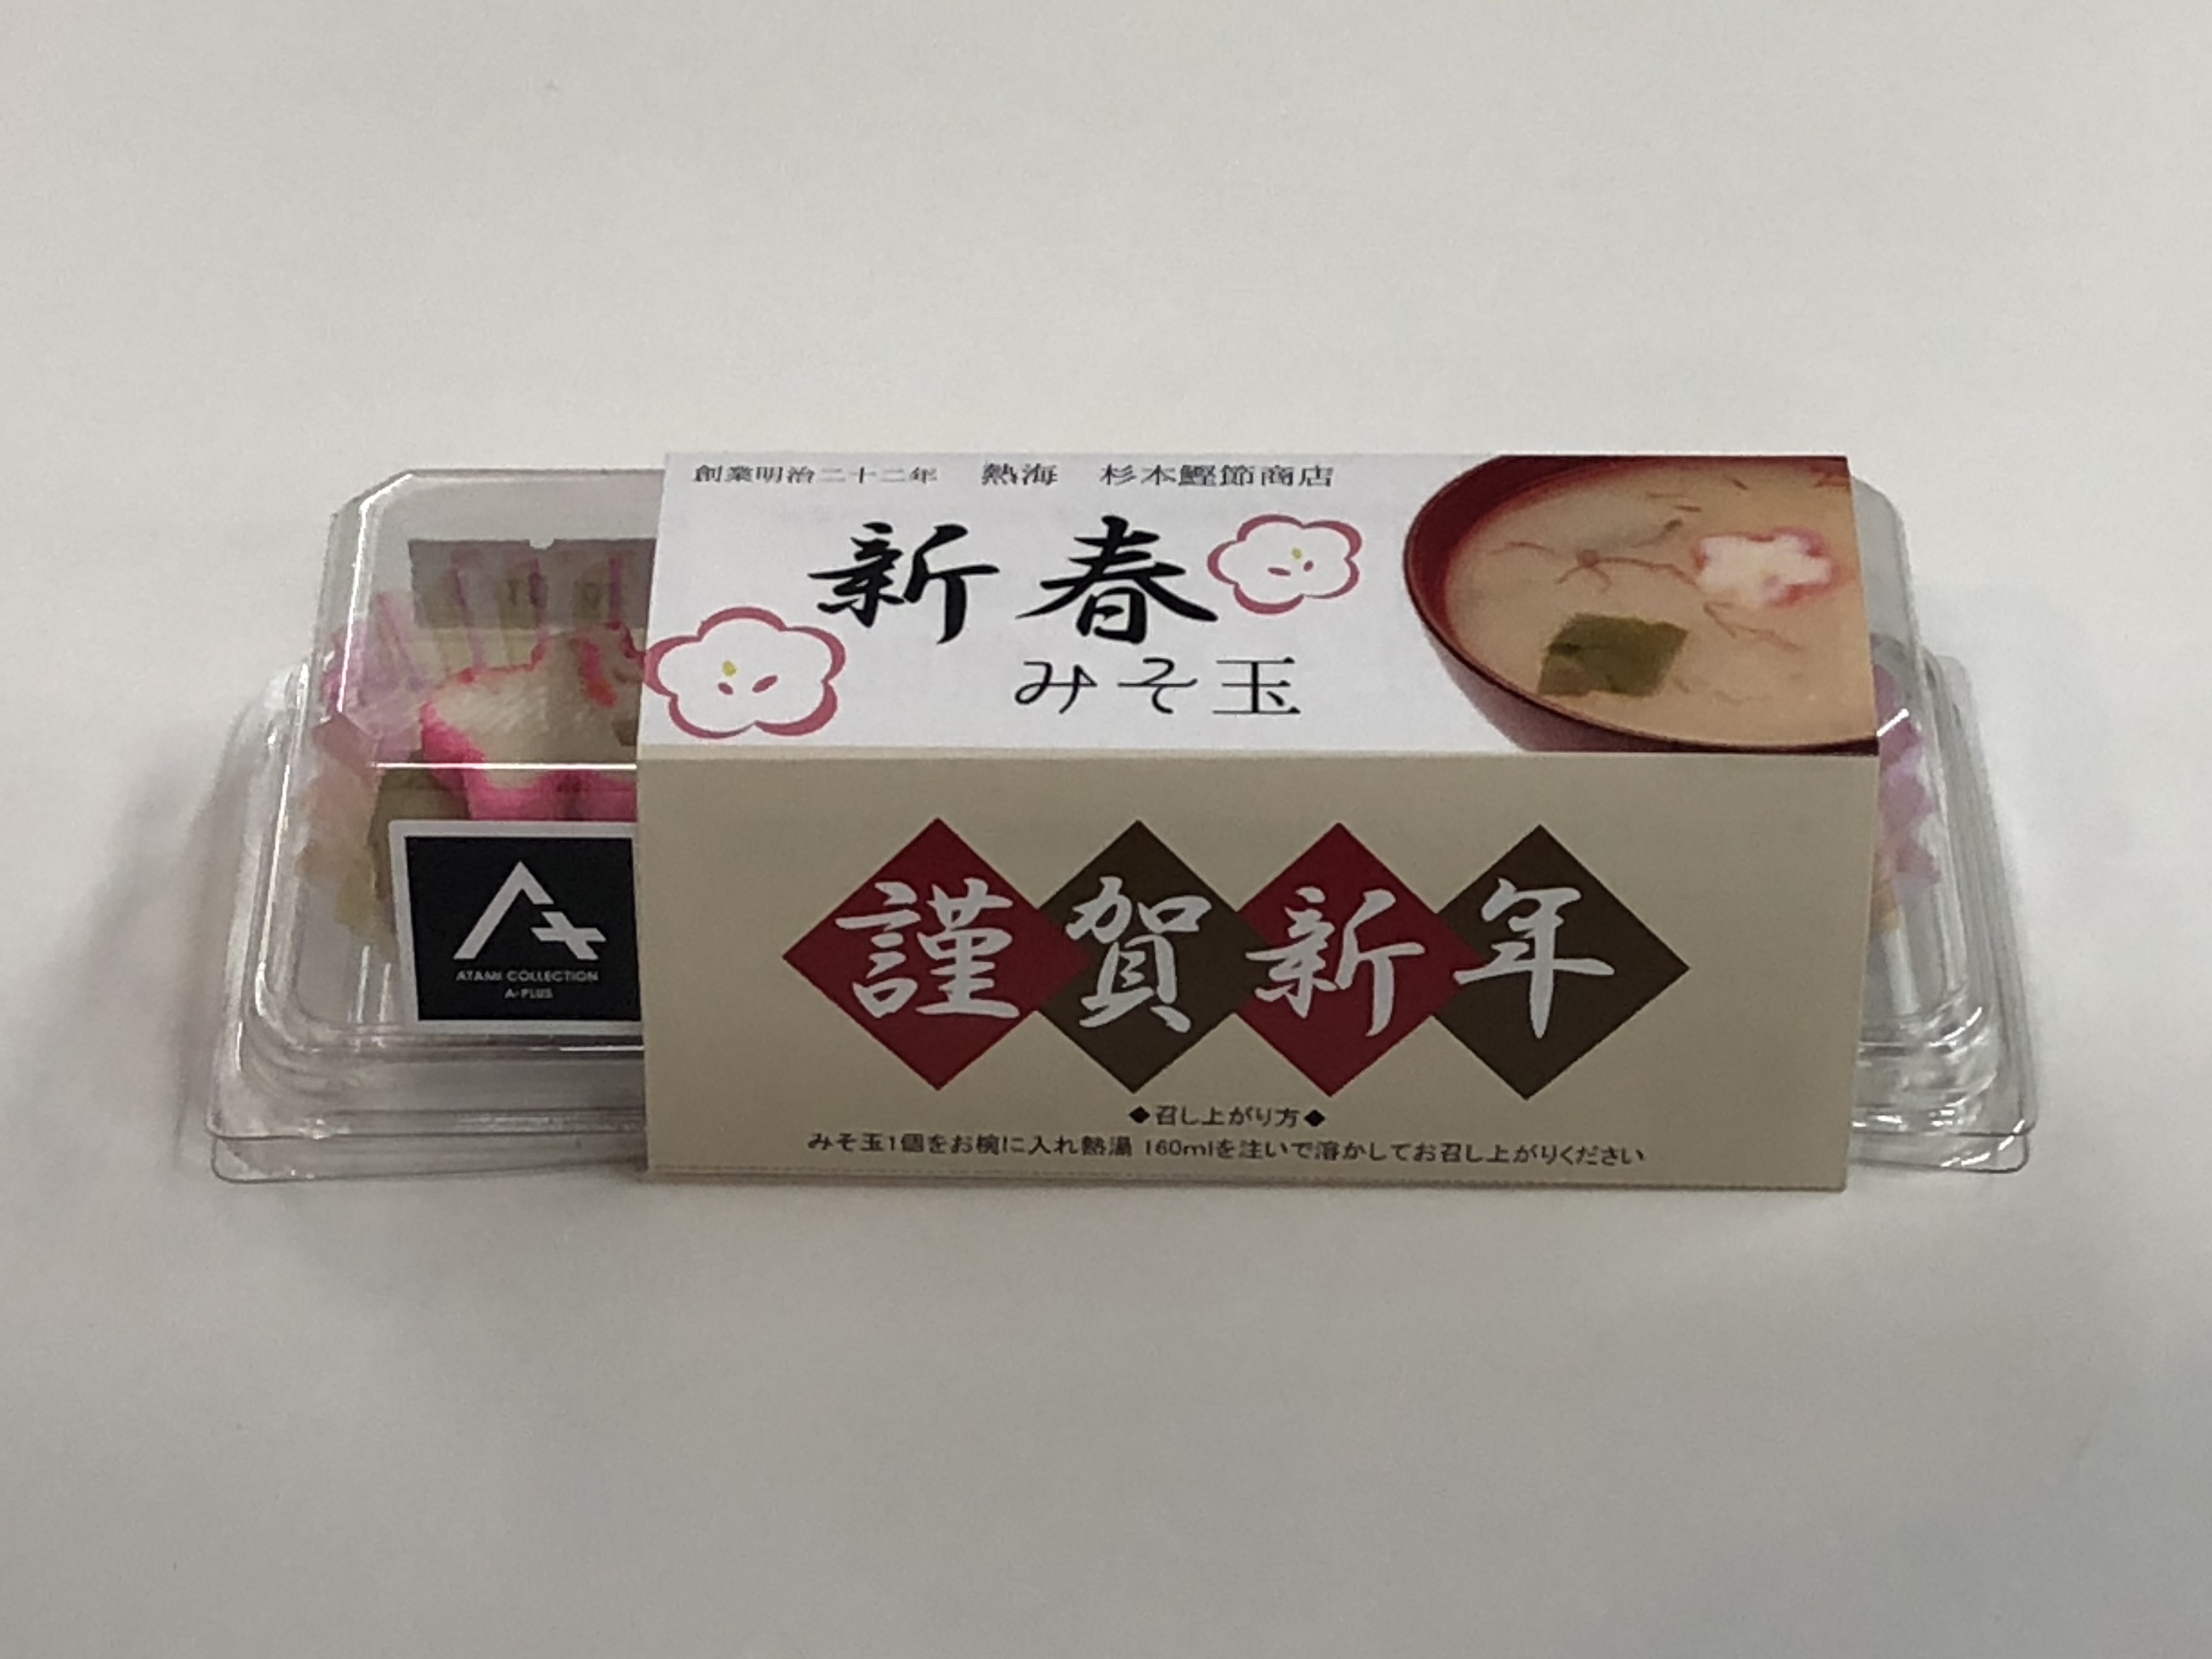 創業明治二十二年　熱海　杉本鰹節商店
新春
みそ玉
ATAMI COLLECTION
A-PLUS
謹賀新年
◆召し上がり方◆
みそ玉1個をお椀に入れ熱湯 160mlを注いで溶かしてお召し上がりください